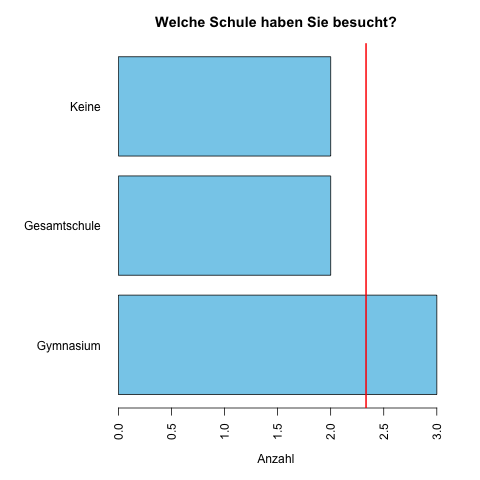 Welche Schule haben Sie besucht?
Keine
Gesamtschule
Gymnasium
0.0 0.5 1.0 1.5 2.0 2.5 3.0
Anzahl